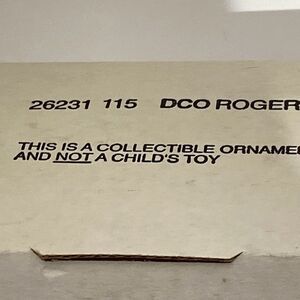 26231 115 DCO ROGER
THIS IS A COLLECTIBLE ORNAME
AND NOT A CHILD'S TOY